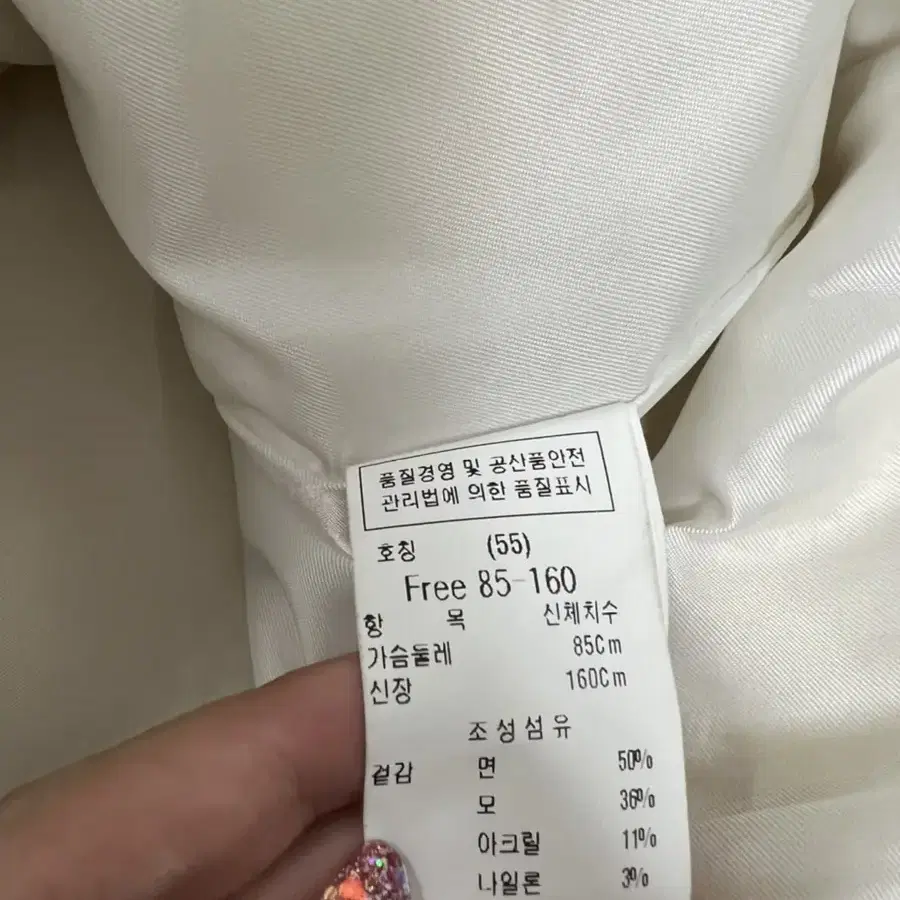 품질경영 및 공산품안전
관리법에 의한 품질표시
호칭 (55)
Free 85-160
항 목 신체치수
가슴둘레 85Cm
신장 160Cm
조성섬유
겉감 면 50%
모 36%
아크릴 11%
나일론 3%